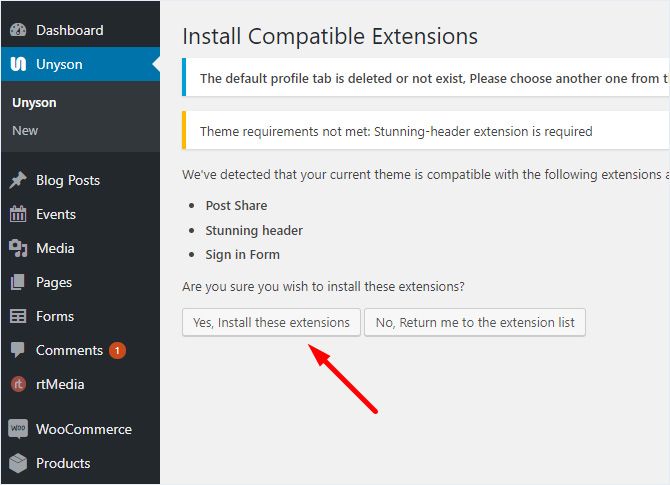 Dashboard
Unyson
Unyson
New
Blog Posts
Events
Media
Pages
Forms
Comments 1
rt rtMedia
WOO WooCommerce
Products
Install Compatible Extensions
The default profile tab is deleted or not exist, Please choose another one from
Theme requirements not met: Stunning-header extension is required
We've detected that your current theme is compatible with the following extensions
Post Share
Stunning header
Sign in Form
Are you sure you wish to install these extensions?
Yes, Install these extensions No, Return me to the extension list